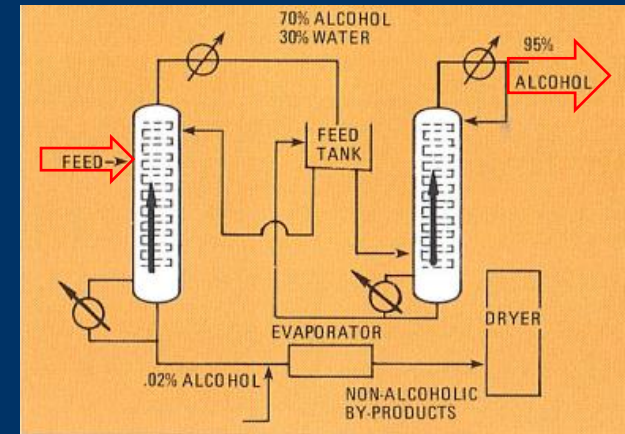 70% ALCOHOL
30% WATER
95%
ALCOHOL
FEED
TANK
FEED
DRYER
EVAPORATOR
.02% ALCOHOL
NON-ALCOHOLIC
BY-PRODUCTS